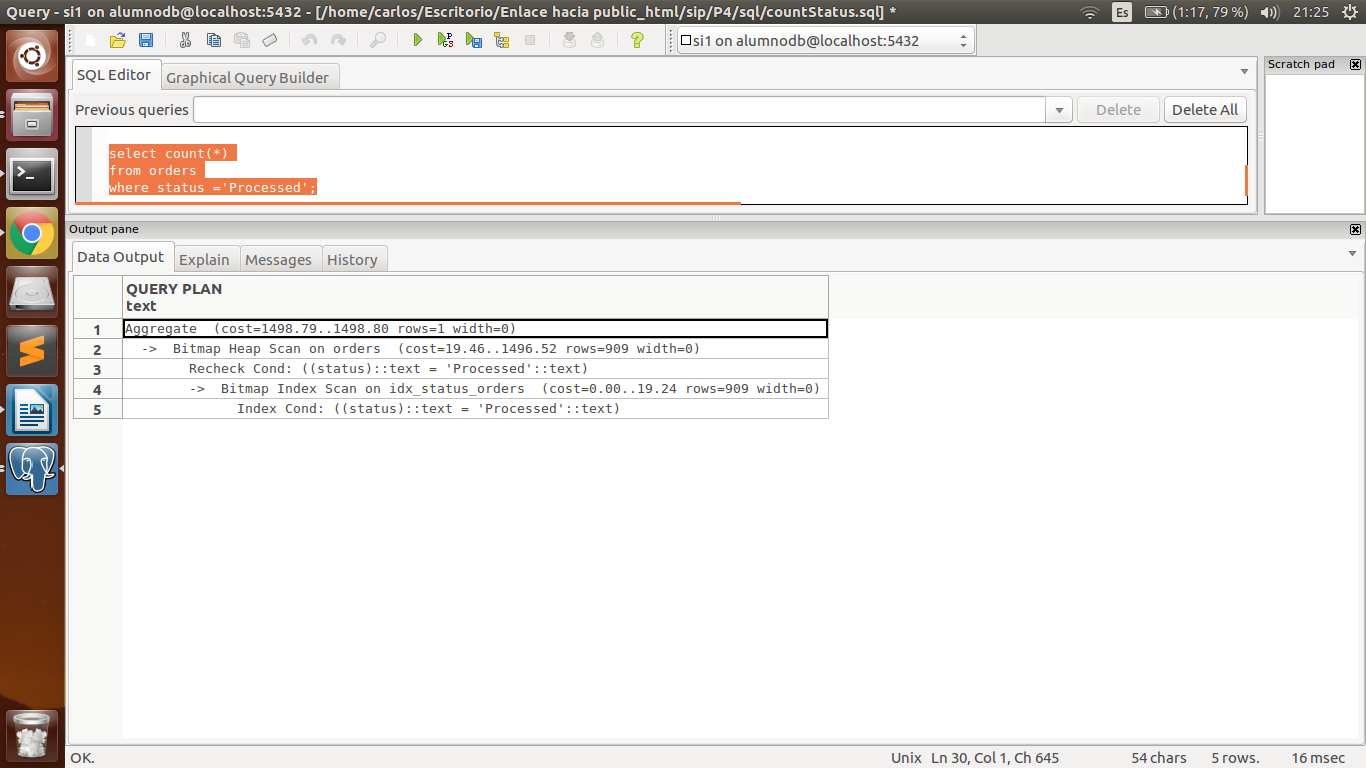 Query - si1 on alumnodb@localhost:5432 - [/home/carlos/Escritorio/Enlace hacia public_html/sip/P4/sql/countStatus.sql] *
Es
(1:17, 79 %)
21:25
si1 on alumnodb@localhost:5432
SQL Editor
Graphical Query Builder
Scratch pad
Previous queries
Delete
Delete All
select count(*)
from orders
where status ='Processed';
Output pane
Data Output
Explain
Messages
History
QUERY PLAN
text
1 Aggregate (cost=1498.79..1498.80 rows=1 width=0)
2 -> Bitmap Heap Scan on orders (cost=19.46..1496.52 rows=909 width=0)
3 Recheck Cond: ((status)::text = 'Processed'::text)
4 -> Bitmap Index Scan on idx_status_orders (cost=0.00..19.24 rows=909 width=0)
5 Index Cond: ((status)::text = 'Processed'::text)
OK.
Unix
Ln 30, Col 1, Ch 645
54 chars
5 rows.
16 msec